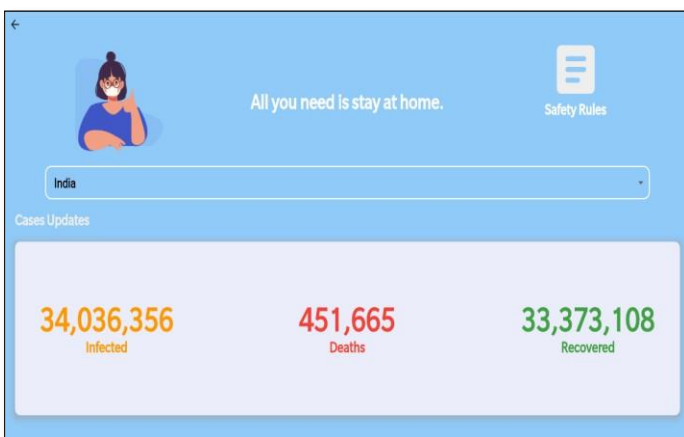 All you need is stay at home.
Safety Rules
India
Cases Updates
34,036,356
Infected
451,665
Deaths
33,373,108
Recovered